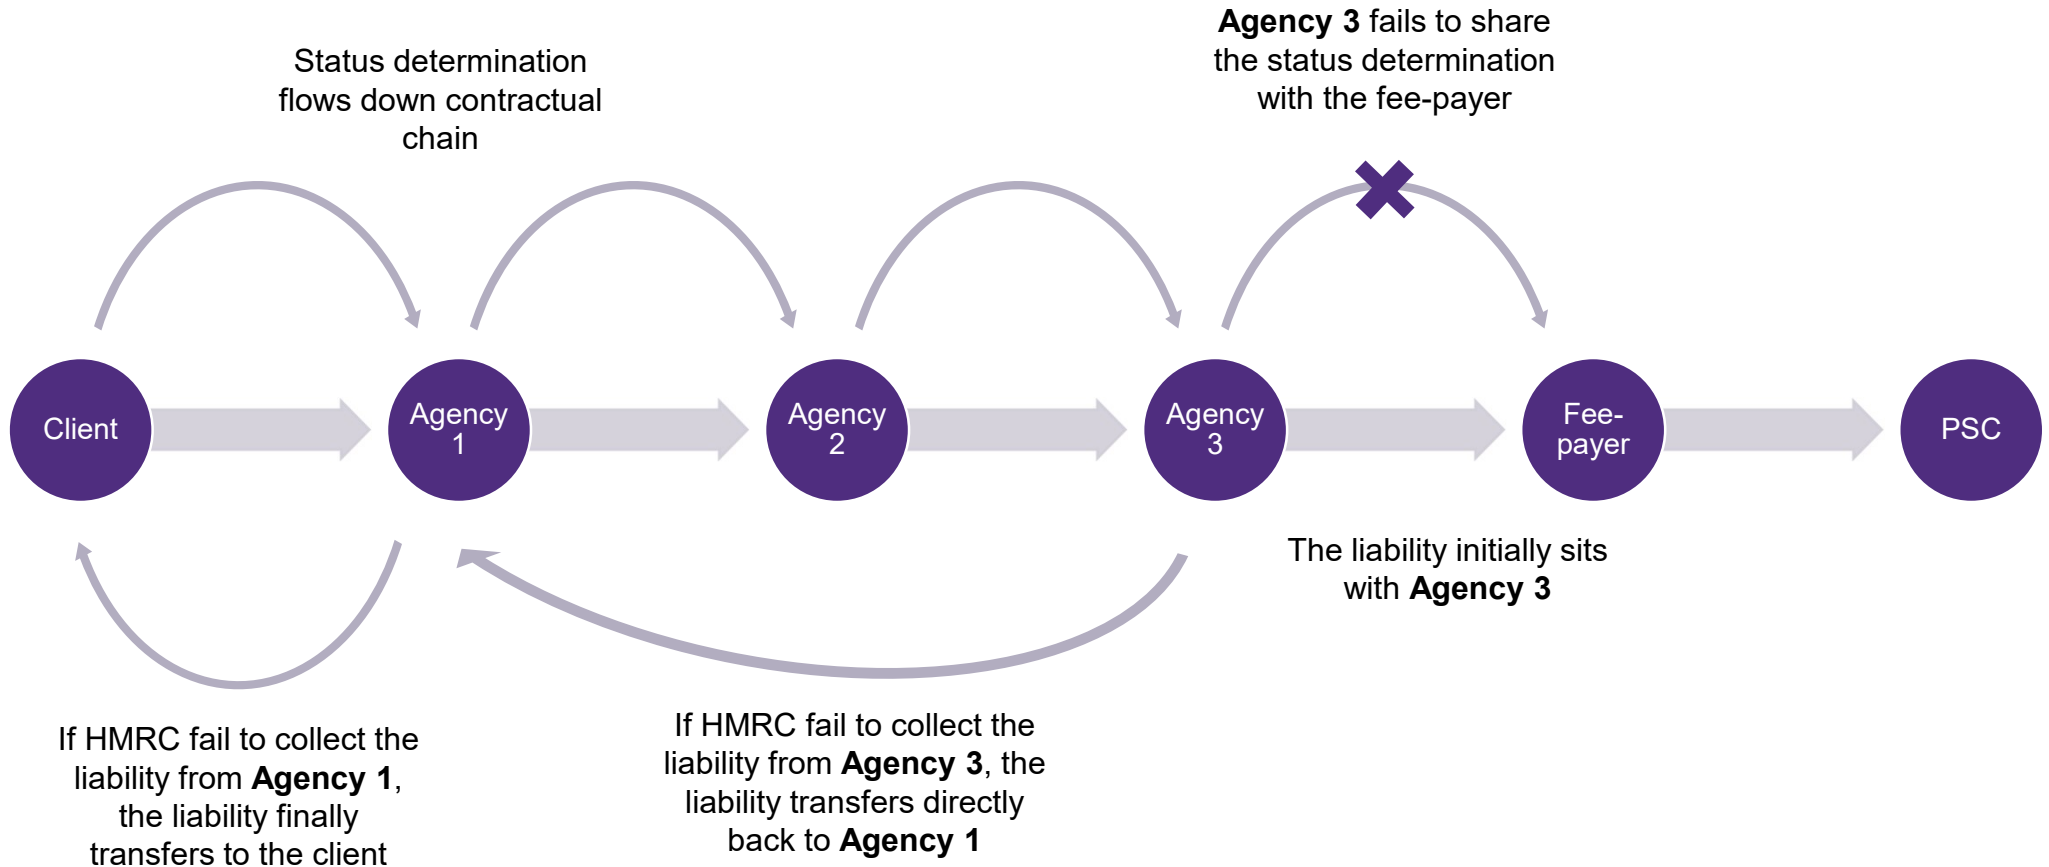 Status determination
flows down contractual
chain
Agency 3 fails to share
the status determination
with the fee-payer
Client
Agency
1
Agency
2
Agency
3
Fee-
payer
PSC
The liability initially sits
with Agency 3
If HMRC fail to collect the
liability from Agency 1,
the liability finally
transfers to the client
If HMRC fail to collect the
liability from Agency 3, the
liability transfers directly
back to Agency 1